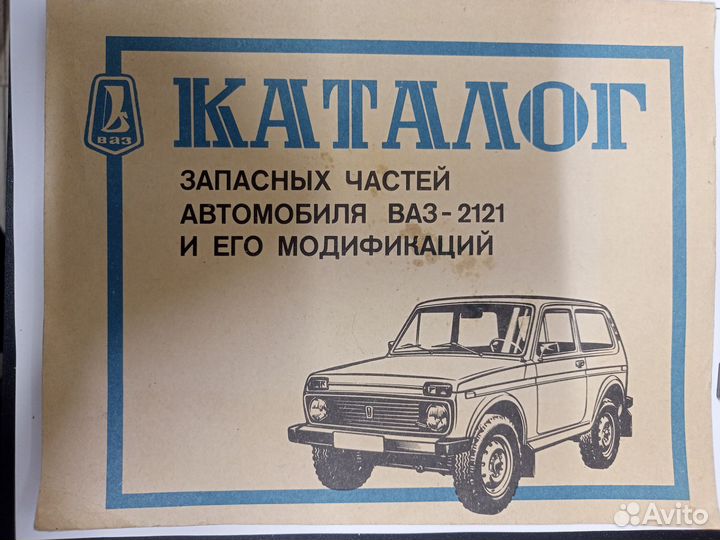 КАТАЛОГ
ВАЗ
ЗАПАСНЫХ ЧАСТЕЙ
АВТОМОБИЛЯ ВАЗ-2121
И ЕГО МОДИФИКАЦИЙ
Avito